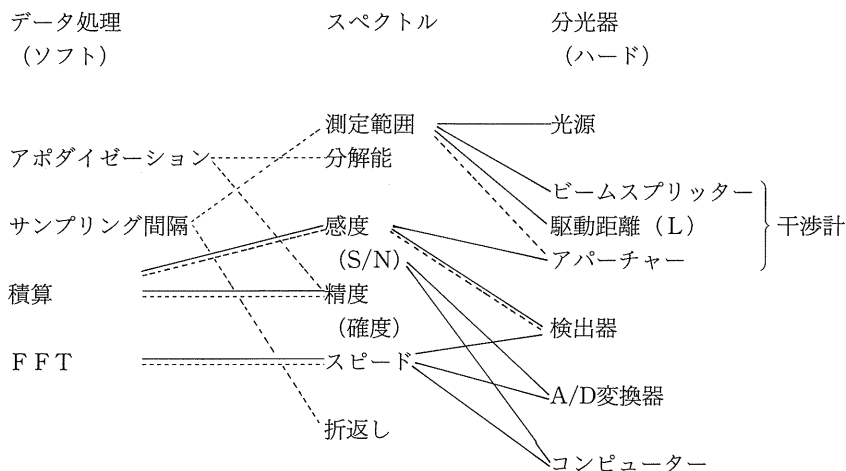 データ処理
（ソフト）
スペクトル
分光器
（ハード）
アポダイゼーション
サンプリング間隔
積算
ＦＦＴ
測定範囲
分解能
感度
（S/N）
精度
（確度）
スピード
折返し
光源
ビームスプリッター
駆動距離（L）
アパーチャー
干渉計
検出器
A/D変換器
コンピューター